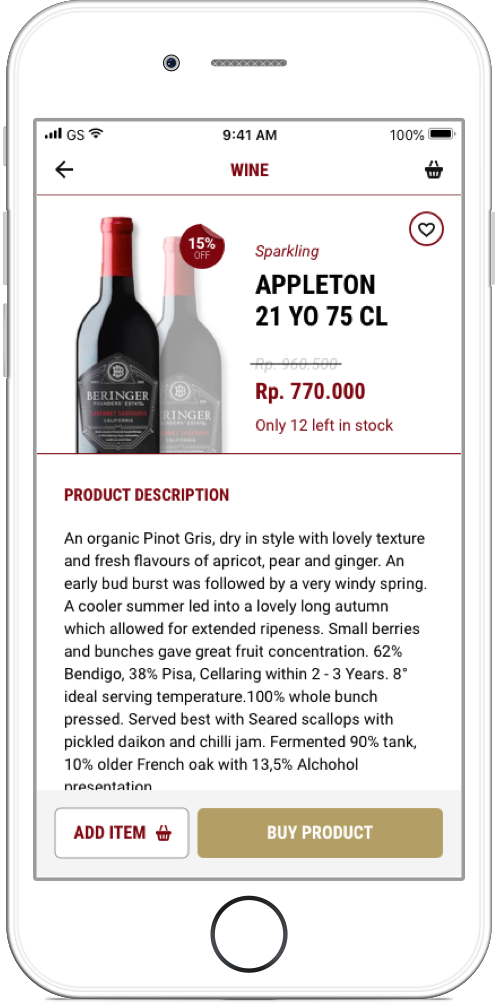 GS
9:41 AM
100%
WINE
15%
OFF
Sparkling
APPLETON
21 YO 75 CL
Rp. 960.500
Rp. 770.000
Only 12 left in stock
BERINGER
FOUNDERS' ESTATE
CABERNET SAUVIGNON
CALIFORNIA
RINGER
PRODUCT DESCRIPTION
An organic Pinot Gris, dry in style with lovely texture
and fresh flavours of apricot, pear and ginger. An
early bud burst was followed by a very windy spring.
A cooler summer led into a lovely long autumn
which allowed for extended ripeness. Small berries
and bunches gave great fruit concentration. 62%
Bendigo, 38% Pisa, Cellaring within 2 - 3 Years. 8°
ideal serving temperature.100% whole bunch
pressed. Served best with Seared scallops with
pickled daikon and chilli jam. Fermented 90% tank,
10% older French oak with 13,5% Alchohol
presentation
ADD ITEM
BUY PRODUCT